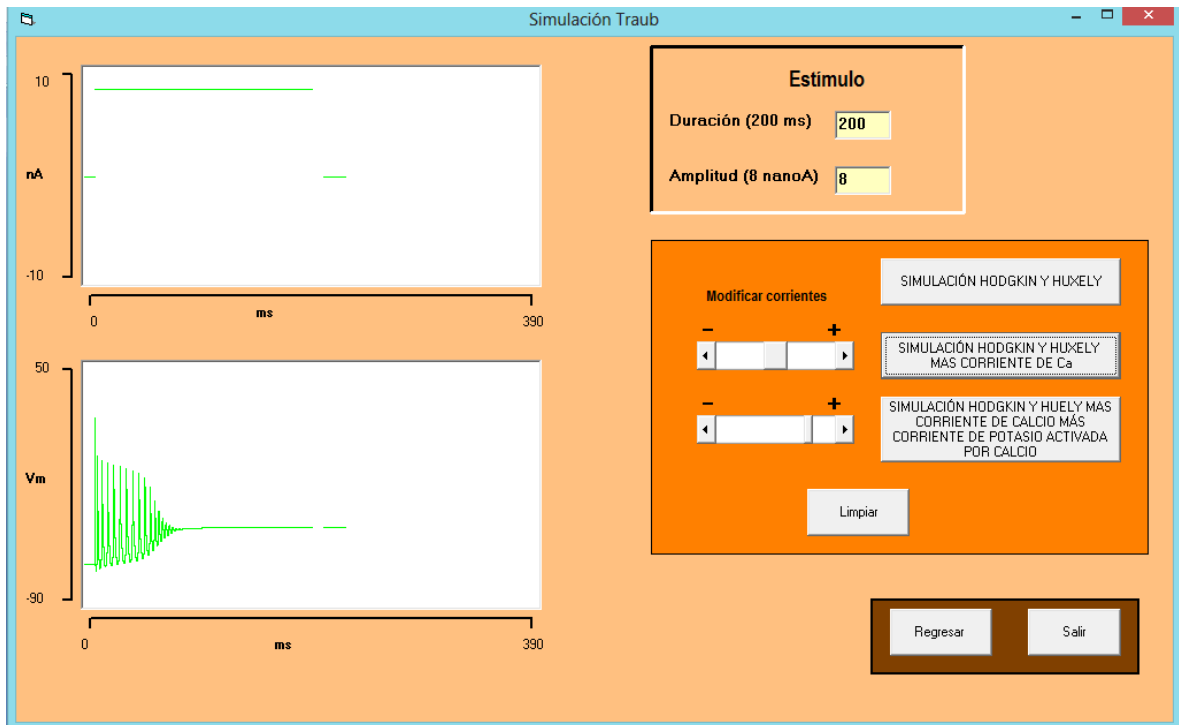 Simulación Traub
10
nA
-10
0
ms
390
50
Vm
-90
0
ms
390
Estímulo
Duración (200 ms)
200
Amplitud (8 nanoA)
8
Modificar corrientes
- +
- +
SIMULACIÓN HODGKIN Y HUXELY
SIMULACIÓN HODGKIN Y HUXELY
MAS CORRIENTE DE Ca
SIMULACIÓN HODGKIN Y HUELY MAS
CORRIENTE DE CALCIO MÁS
CORRIENTE DE POTASIO ACTIVADA
POR CALCIO
Limpiar
Regresar
Salir